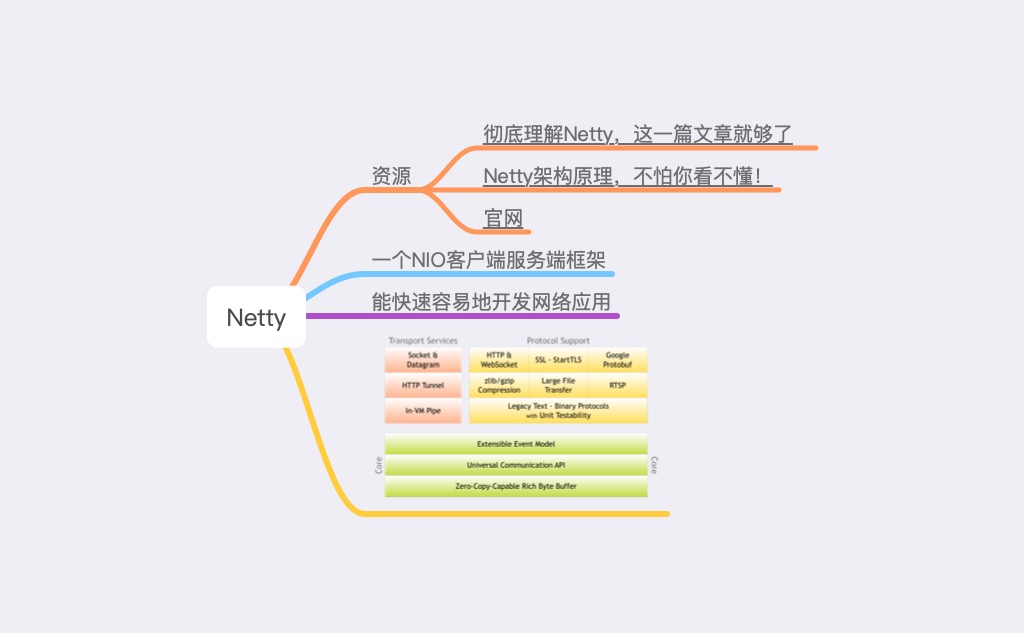 彻底理解Netty，这一篇文章就够了
资源
Netty架构原理，不怕你看不懂！
官网
一个NIO客户端服务端框架
能快速容易地开发网络应用
Netty
Transport Services
Protocol Support
Socket &
Datagram
HTTP &
WebSocket
SSL · StartTLS
Google
Protobuf
HTTP Tunnel
zlib/gzip
Compression
Large File
Transfer
RTSP
In-VM Pipe
Legacy Text · Binary Protocols
with Unit Testability
Core
Extensible Event Model
Universal Communication API
Zero-Copy-Capable Rich Byte Buffer
Core